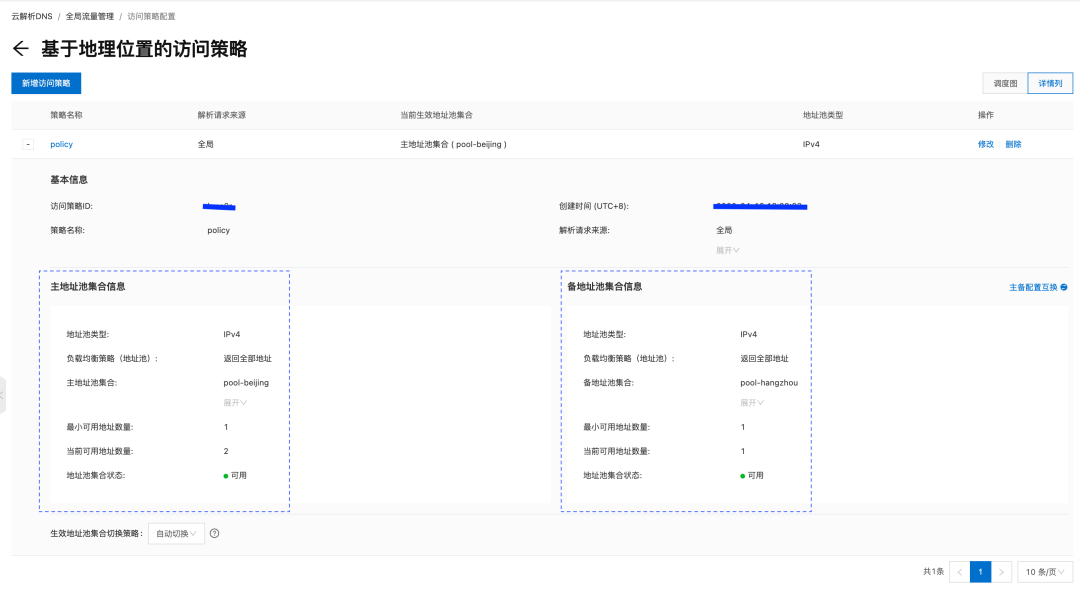 云解析DNS / 全局流量管理 / 访问策略配置
← 基于地理位置的访问策略
新增访问策略 调度图 详情列
策略名称 解析请求来源 当前生效地址池集合 地址池类型 操作
- policy 全局 主地址池集合 ( pool-beijing ) IPv4 修改 删除
基本信息
访问策略ID: 创建时间 (UTC+8):
策略名称: policy 解析请求来源: 全局
展开
主地址池集合信息 备地址池集合信息 主备配置互换
地址池类型: IPv4 地址池类型: IPv4
负载均衡策略（地址池）: 返回全部地址 负载均衡策略（地址池）: 返回全部地址
主地址池集合: pool-beijing 备地址池集合: pool-hangzhou
展开 展开
最小可用地址数量: 1 最小可用地址数量: 1
当前可用地址数量: 2 当前可用地址数量: 1
地址池集合状态: 可用 地址池集合状态: 可用
生效地址池集合切换策略: 自动切换 ?
共1条 < 1 > 10 条/页